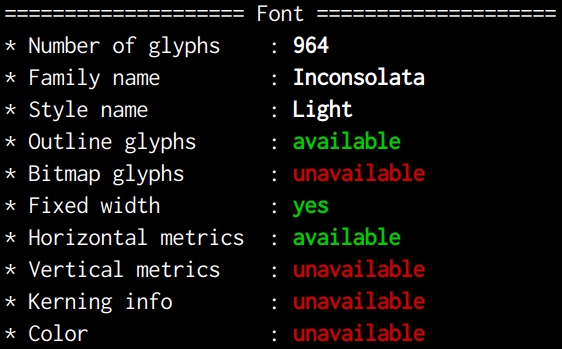 ==================== Font ====================
* Number of glyphs    : 964
* Family name         : Inconsolata
* Style name          : Light
* Outline glyphs      : available
* Bitmap glyphs       : unavailable
* Fixed width         : yes
* Horizontal metrics  : available
* Vertical metrics    : unavailable
* Kerning info        : unavailable
* Color               : unavailable